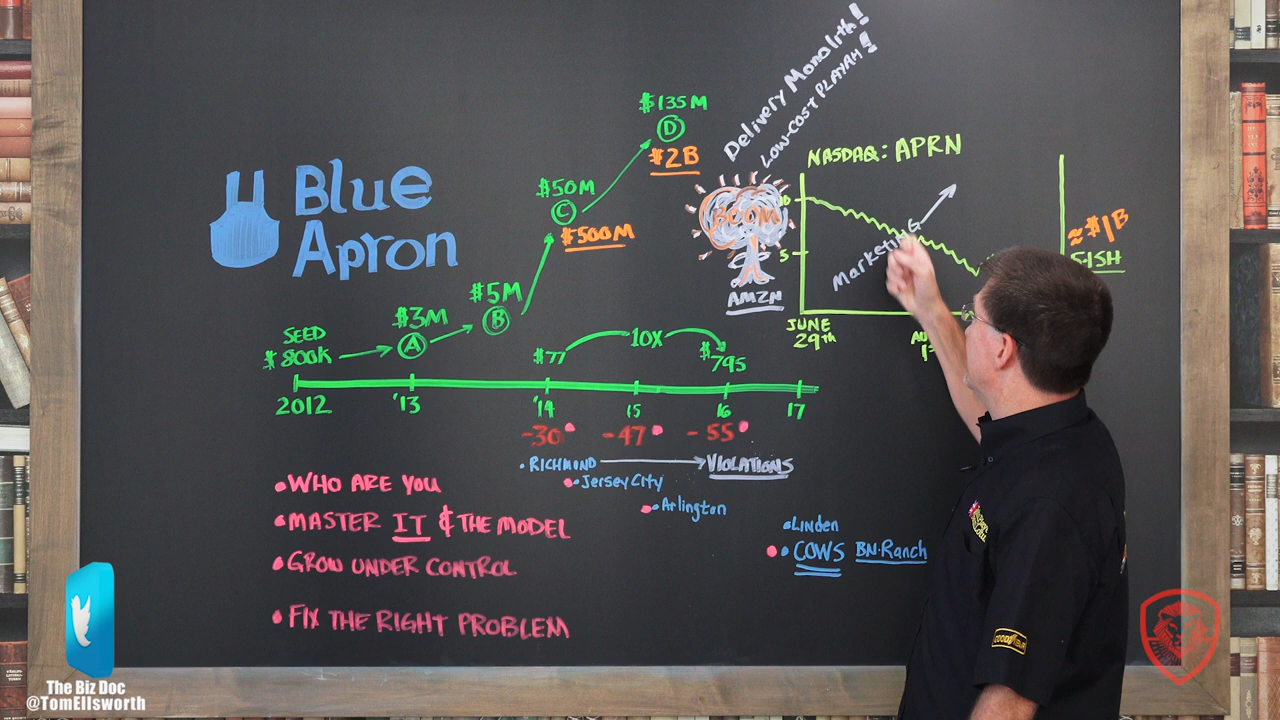 Delivery Monolith!
Low-Cost Playah!
Blue
Apron
NASDAQ: APRN
$135M
D
$2B
$50M
C
$500M
$5M
B
$3M
A
SEED
$800K
BOOM
AMZN
10
5
Marketing
≈$1B
JUNE
29th
$77
10X
$795
2012
'13
'14
15
16
17
-30
-47
-55
•RICHMOND
VIOLATIONS
•Jersey City
•Arlington
•Linden
•COWS BN·Ranch
•WHO ARE YOU
•MASTER IT & THE MODEL
•GROW UNDER CONTROL
•FIX THE RIGHT PROBLEM
The Biz Doc
@TomEllsworth
GOODYEAR